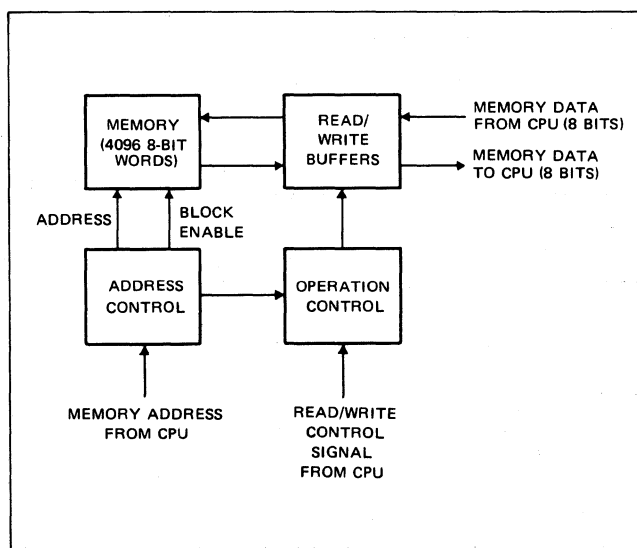 MEMORY
(4096 8-BIT
WORDS)
READ/
WRITE
BUFFERS
MEMORY DATA
FROM CPU (8 BITS)
MEMORY DATA
TO CPU (8 BITS)
ADDRESS
BLOCK
ENABLE
ADDRESS
CONTROL
OPERATION
CONTROL
MEMORY ADDRESS
FROM CPU
READ/WRITE
CONTROL
SIGNAL
FROM CPU